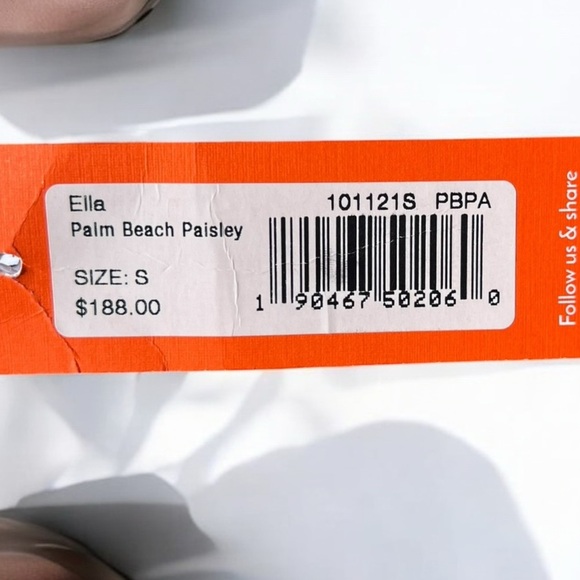 Ella
101121S PBPA
Palm Beach Paisley
SIZE: S
$188.00
1 90467 50206 0
Follow us & share